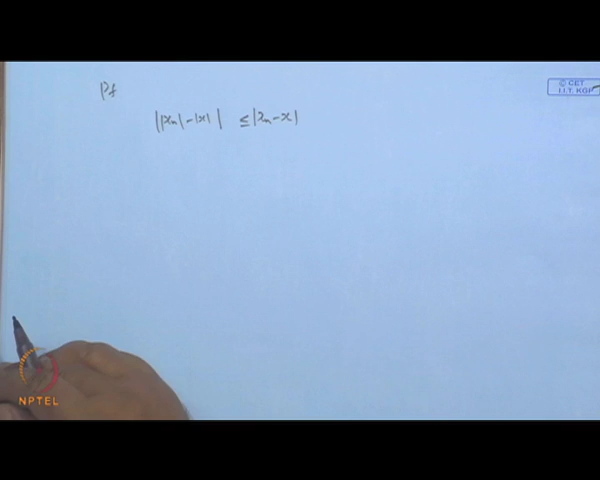 Pf
© CET
I.I.T. KGP
||xn| - |x|| ≤ |xn - x|
NPTEL